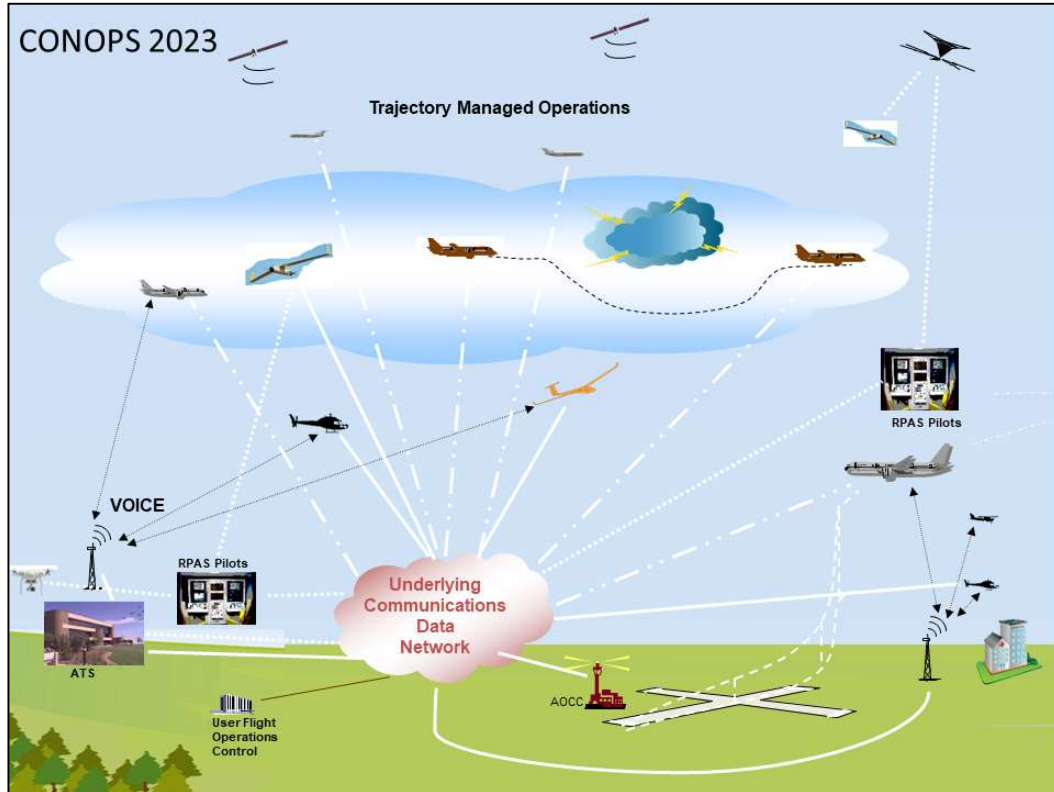 CONOPS 2023
Trajectory Managed Operations
RPAS Pilots
VOICE
RPAS Pilots
Underlying
Communications
Data
Network
ATS
AOCC
User Flight
Operations
Control